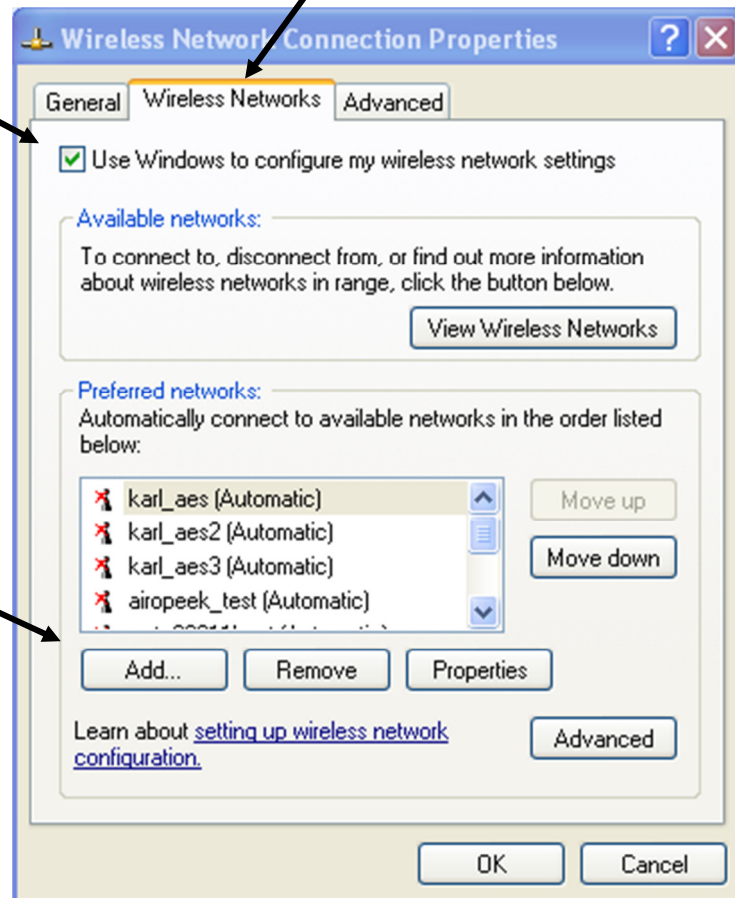 Wireless Network Connection Properties
General Wireless Networks Advanced
Use Windows to configure my wireless network settings
Available networks:
To connect to, disconnect from, or find out more information
about wireless networks in range, click the button below.
View Wireless Networks
Preferred networks:
Automatically connect to available networks in the order listed
below:
karl_aes (Automatic)
karl_aes2 (Automatic)
karl_aes3 (Automatic)
airopeek_test (Automatic)
Move up
Move down
Add... Remove Properties
Learn about setting up wireless network
configuration.
Advanced
OK Cancel